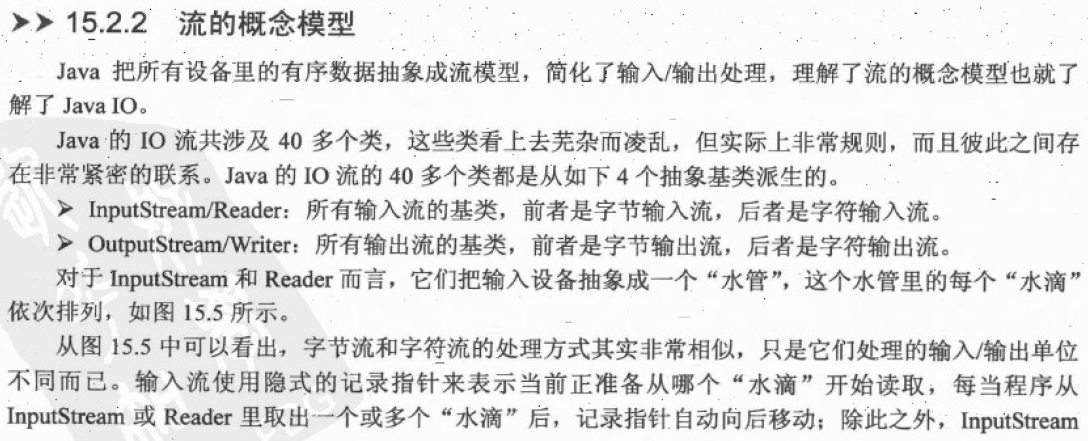 ➤➤ 15.2.2 流的概念模型
Java 把所有设备里的有序数据抽象成流模型，简化了输入/输出处理，理解了流的概念模型也就了
解了 Java IO。
Java 的 IO 流共涉及 40 多个类，这些类看上去芜杂而凌乱，但实际上非常规则，而且彼此之间存
在非常紧密的联系。Java 的 IO 流的 40 多个类都是从如下 4 个抽象基类派生的。
➤ InputStream/Reader：所有输入流的基类，前者是字节输入流，后者是字符输入流。
➤ OutputStream/Writer：所有输出流的基类，前者是字节输出流，后者是字符输出流。
对于 InputStream 和 Reader 而言，它们把输入设备抽象成一个“水管”，这个水管里的每个“水滴”
依次排列，如图 15.5 所示。
从图 15.5 中可以看出，字节流和字符流的处理方式其实非常相似，只是它们处理的输入/输出单位
不同而已。输入流使用隐式的记录指针来表示当前正准备从哪个“水滴”开始读取，每当程序从
InputStream 或 Reader 里取出一个或多个“水滴”后，记录指针自动向后移动；除此之外，InputStream